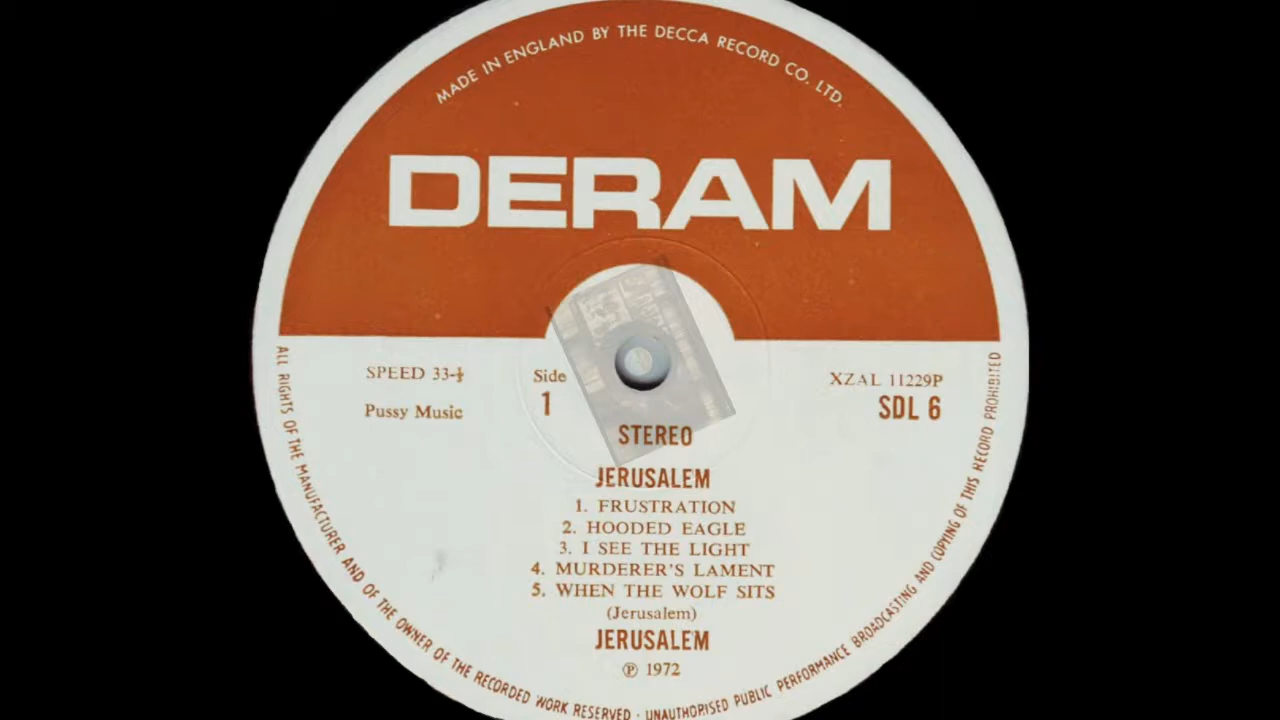 MADE IN ENGLAND BY THE DECCA RECORD CO. LTD.
DERAM
SPEED 33-⅓
Side
XZAL 11229P
Pussy Music
1
SDL 6
STEREO
JERUSALEM
1. FRUSTRATION
2. HOODED EAGLE
3. I SEE THE LIGHT
4. MURDERER'S LAMENT
5. WHEN THE WOLF SITS
(Jerusalem)
JERUSALEM
℗ 1972
ALL RIGHTS OF THE MANUFACTURER AND OF THE OWNER OF THE RECORDED WORK RESERVED · UNAUTHORISED PUBLIC PERFORMANCE BROADCASTING AND COPYING OF THIS RECORD PROHIBITED